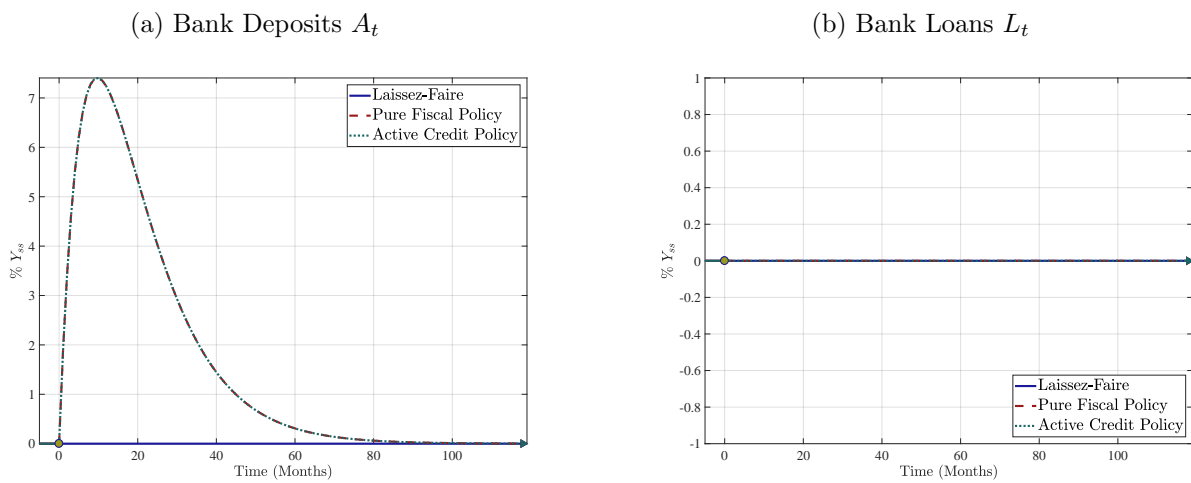 (a) Bank Deposits A_t
7
6
5
4
3
2
1
0
% Y_ss
0 20 40 60 80 100
Time (Months)
Laissez-Faire
Pure Fiscal Policy
Active Credit Policy
(b) Bank Loans L_t
1
0.8
0.6
0.4
0.2
0
-0.2
-0.4
-0.6
-0.8
-1
% Y_ss
0 20 40 60 80 100
Time (Months)
Laissez-Faire
Pure Fiscal Policy
Active Credit Policy